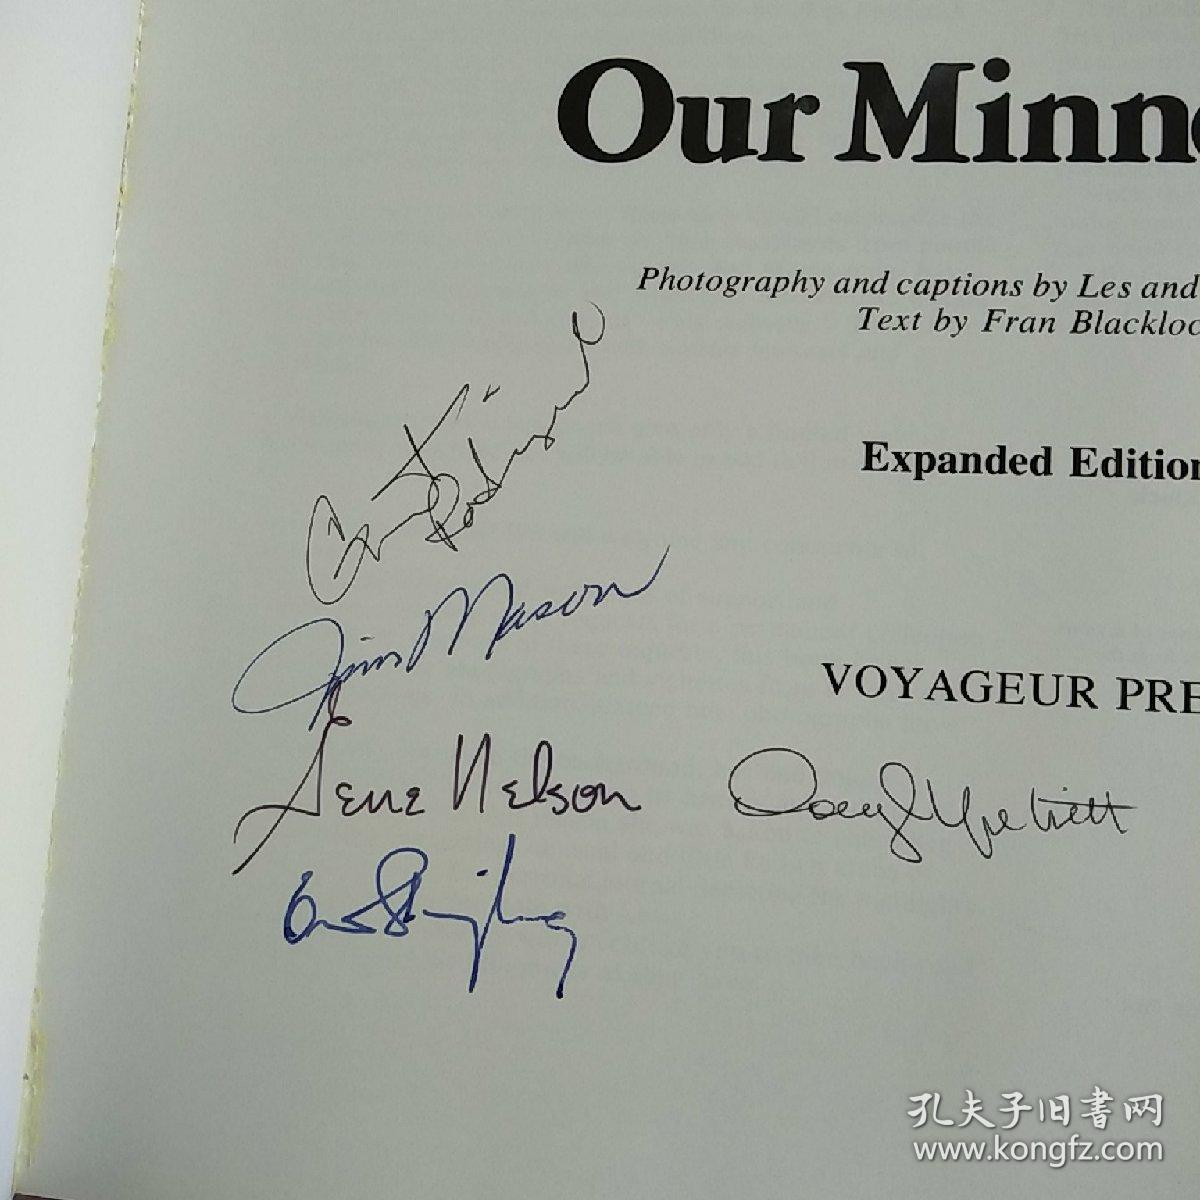 Our Minne
Photography and captions by Les and
Text by Fran Blackloc
Expanded Edition
Jim Mason
VOYAGEUR PRE
Gene Nelson
孔夫子旧书网
www.kongfz.com